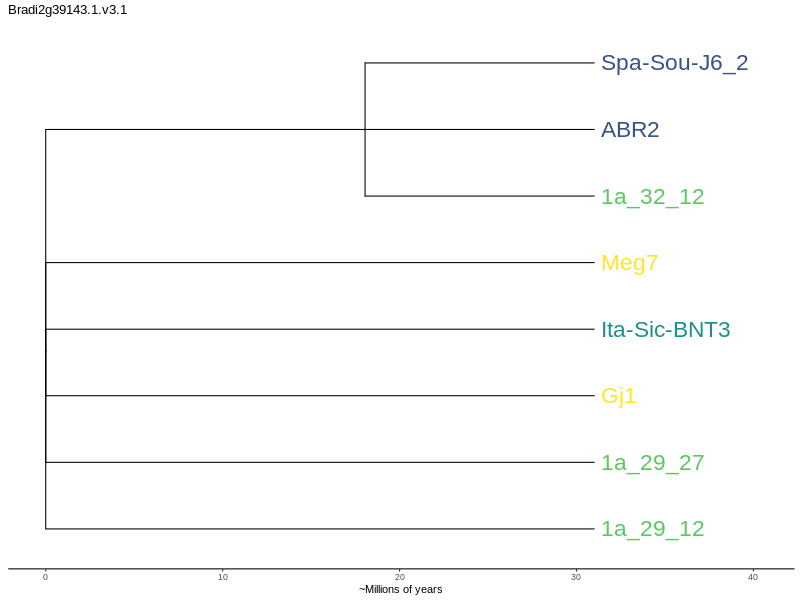 Bradi2g39143.1.v3.1
Spa-Sou-J6_2
ABR2
1a_32_12
Meg7
Ita-Sic-BNT3
Gj1
1a_29_27
1a_29_12
0 10 20 30 40
~Millions of years